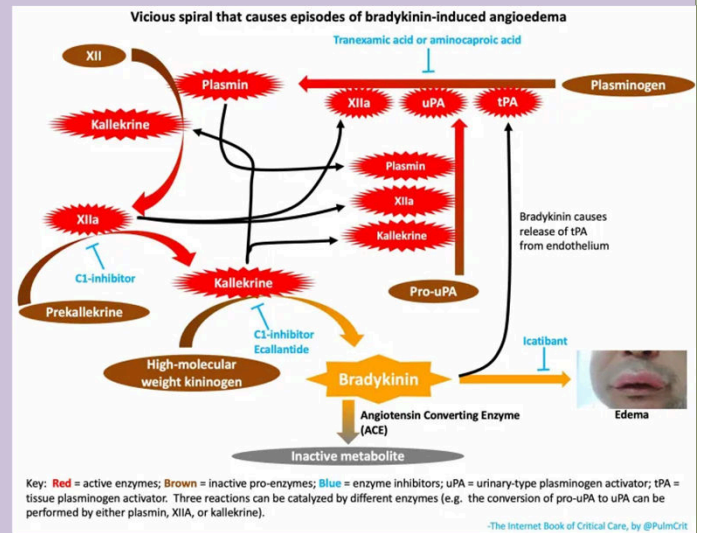 Vicious spiral that causes episodes of bradykinin-induced angioedema
Tranexamic acid or aminocaproic acid
XII
Plasmin
Plasminogen
XIIa
uPA
tPA
Kallekrine
Plasmin
XIIa
XIIa
Kallekrine
Bradykinin causes
release of tPA
from endothelium
C1-inhibitor
Kallekrine
Prekallekrine
Pro-uPA
C1-inhibitor
Ecallantide
Icatibant
High-molecular
weight kininogen
Bradykinin
Edema
Angiotensin Converting Enzyme
(ACE)
Inactive metabolite
Key: Red = active enzymes; Brown = inactive pro-enzymes; Blue = enzyme inhibitors; uPA = urinary-type plasminogen activator; tPA =
tissue plasminogen activator. Three reactions can be catalyzed by different enzymes (e.g. the conversion of pro-uPA to uPA can be
performed by either plasmin, XIIA, or kallekrine).
-The Internet Book of Critical Care, by @PulmCrit